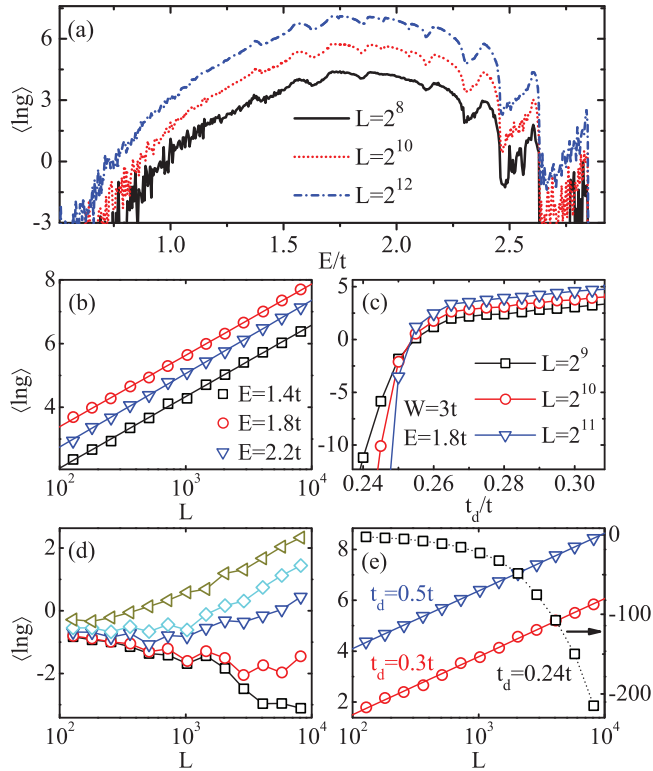 (a)
⟨lng⟩
6
3
0
-3
L=2^8
L=2^10
L=2^12
1.0 1.5 2.0 2.5
E/t
(b)
⟨lng⟩
8
6
4
E=1.4t
E=1.8t
E=2.2t
10^2 10^3 10^4
L
(c)
5
0
-5
-10
W=3t
E=1.8t
L=2^9
L=2^10
L=2^11
0.24 0.26 0.28 0.30
t_d/t
(d)
⟨lng⟩
2
0
-2
10^2 10^3 10^4
L
(e)
8
6
4
2
t_d=0.5t
t_d=0.3t
t_d=0.24t
0
-50
-100
-150
-200
10^2 10^3 10^4
L